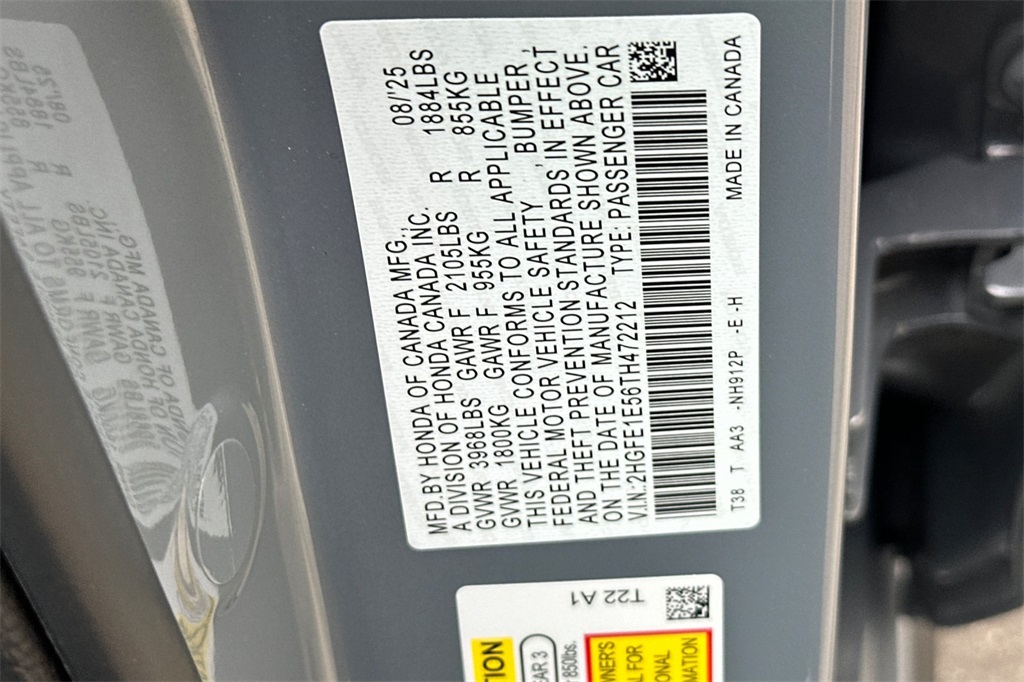 MFD.BY HONDA OF CANADA MFG., 08/'25
A DIVISION OF HONDA CANADA INC.
GVWR 3968LBS GAWR F 2105LBS R 1884LBS
GVWR 1800KG GAWR F 955KG R 855KG
THIS VEHICLE CONFORMS TO ALL APPLICABLE
FEDERAL MOTOR VEHICLE SAFETY , BUMPER ,
AND THEFT PREVENTION STANDARDS IN EFFECT
ON THE DATE OF MANUFACTURE SHOWN ABOVE.
V.I.N.:2HGFE1E56TH472212 TYPE: PASSENGER CAR
T38 T AA3 -NH912P -E -H MADE IN CANADA
T22 A1
EAR 3
850lbs.